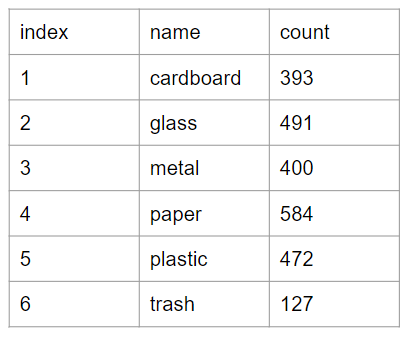 index name count
1 cardboard 393
2 glass 491
3 metal 400
4 paper 584
5 plastic 472
6 trash 127